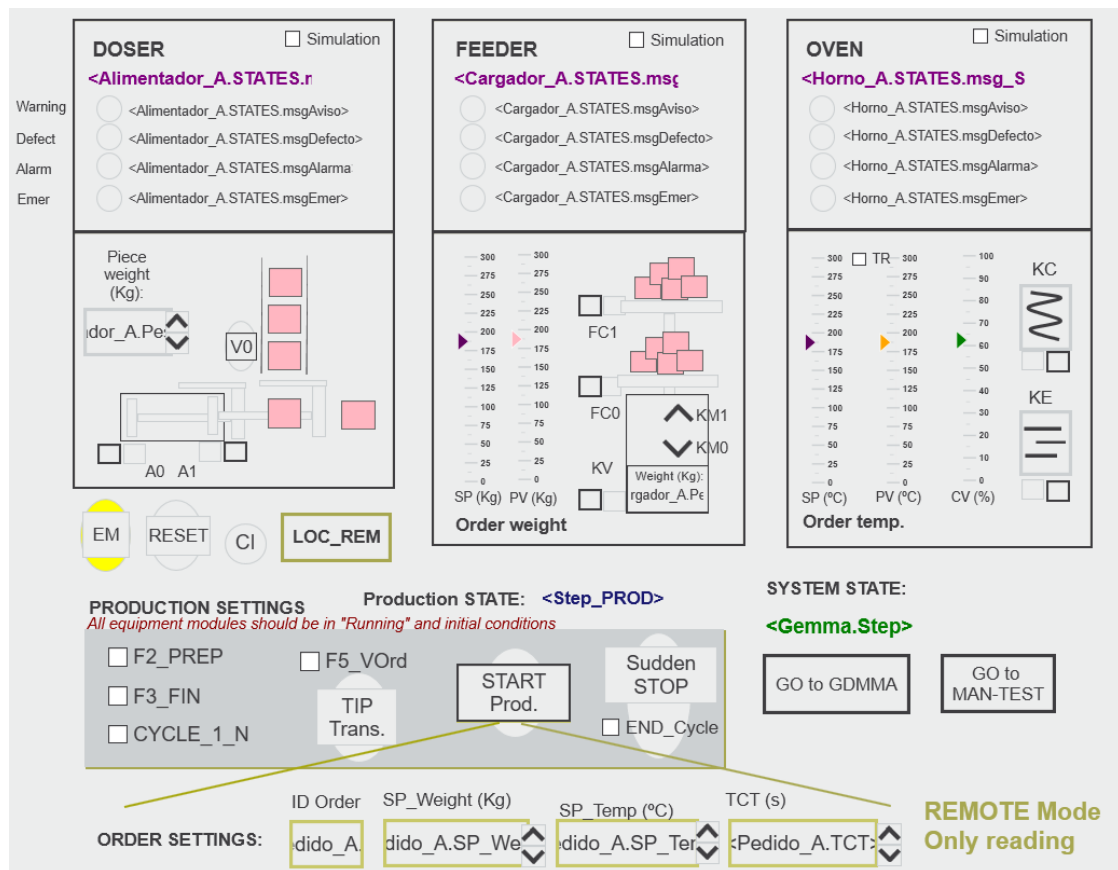 DOSER
Simulation
<Alimentador_A.STATES.r
Warning
<Alimentador_A.STATES.msgAviso>
Defect
<Alimentador_A.STATES.msgDefecto>
Alarm
<Alimentador_A.STATES.msgAlarma
Emer
<Alimentador_A.STATES.msgEmer>
FEEDER
Simulation
<Cargador_A.STATES.msg
<Cargador_A.STATES.msgAviso>
<Cargador_A.STATES.msgDefecto>
<Cargador_A.STATES.msgAlarma>
<Cargador_A.STATES.msgEmer>
OVEN
Simulation
<Horno_A.STATES.msg_S
<Horno_A.STATES.msgAviso>
<Horno_A.STATES.msgDefecto>
<Horno_A.STATES.msgAlarma>
<Horno_A.STATES.msgEmer>
Piece
weight
(Kg):
dor_A.Pe
V0
A0 A1
300 300
275 275
250 250
225 225
200 200
175 175
150 150
125 125
100 100
75 75
50 50
25 25
0 0
SP (Kg) PV (Kg)
Order weight
FC1
FC0
KM1
KM0
KV
Weight (Kg):
rgador_A.Pe
TR
300 300 100
275 275 90
250 250 80
225 225 70
200 200 60
175 175 50
150 150 40
125 125 30
100 100 20
75 75 10
50 50 0
25 25
0 0
SP (ºC) PV (ºC) CV (%)
Order temp.
KC
KE
EM
RESET
CI
LOC_REM
PRODUCTION SETTINGS
Production STATE: <Step_PROD>
All equipment modules should be in "Running" and initial conditions
F2_PREP
F3_FIN
CYCLE_1_N
F5_VOrd
TIP
Trans.
START
Prod.
Sudden
STOP
END_Cycle
SYSTEM STATE:
<Gemma.Step>
GO to GDMMA
GO to
MAN-TEST
ID Order SP_Weight (Kg) SP_Temp (ºC) TCT (s)
ORDER SETTINGS: dido_A. dido_A.SP_We dido_A.SP_Ter <Pedido_A.TCT>
REMOTE Mode
Only reading